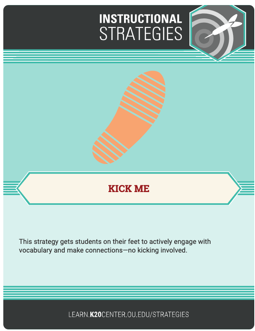 INSTRUCTIONAL
STRATEGIES
KICK ME
This strategy gets students on their feet to actively engage with
vocabulary and make connections—no kicking involved.
LEARN.K20CENTER.OU.EDU/STRATEGIES